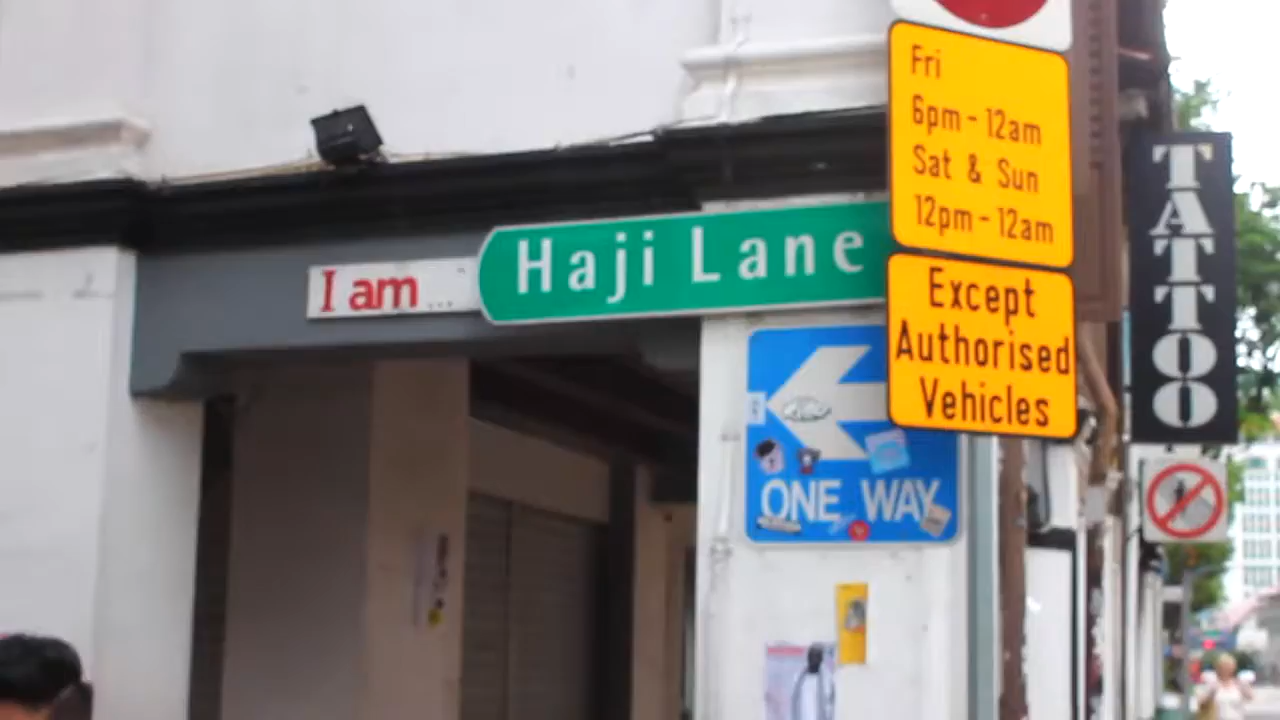 Fri
6pm - 12am
Sat & Sun
12pm - 12am
Except
Authorised
Vehicles
I am ...
Haji Lane
ONE WAY
TATTOO